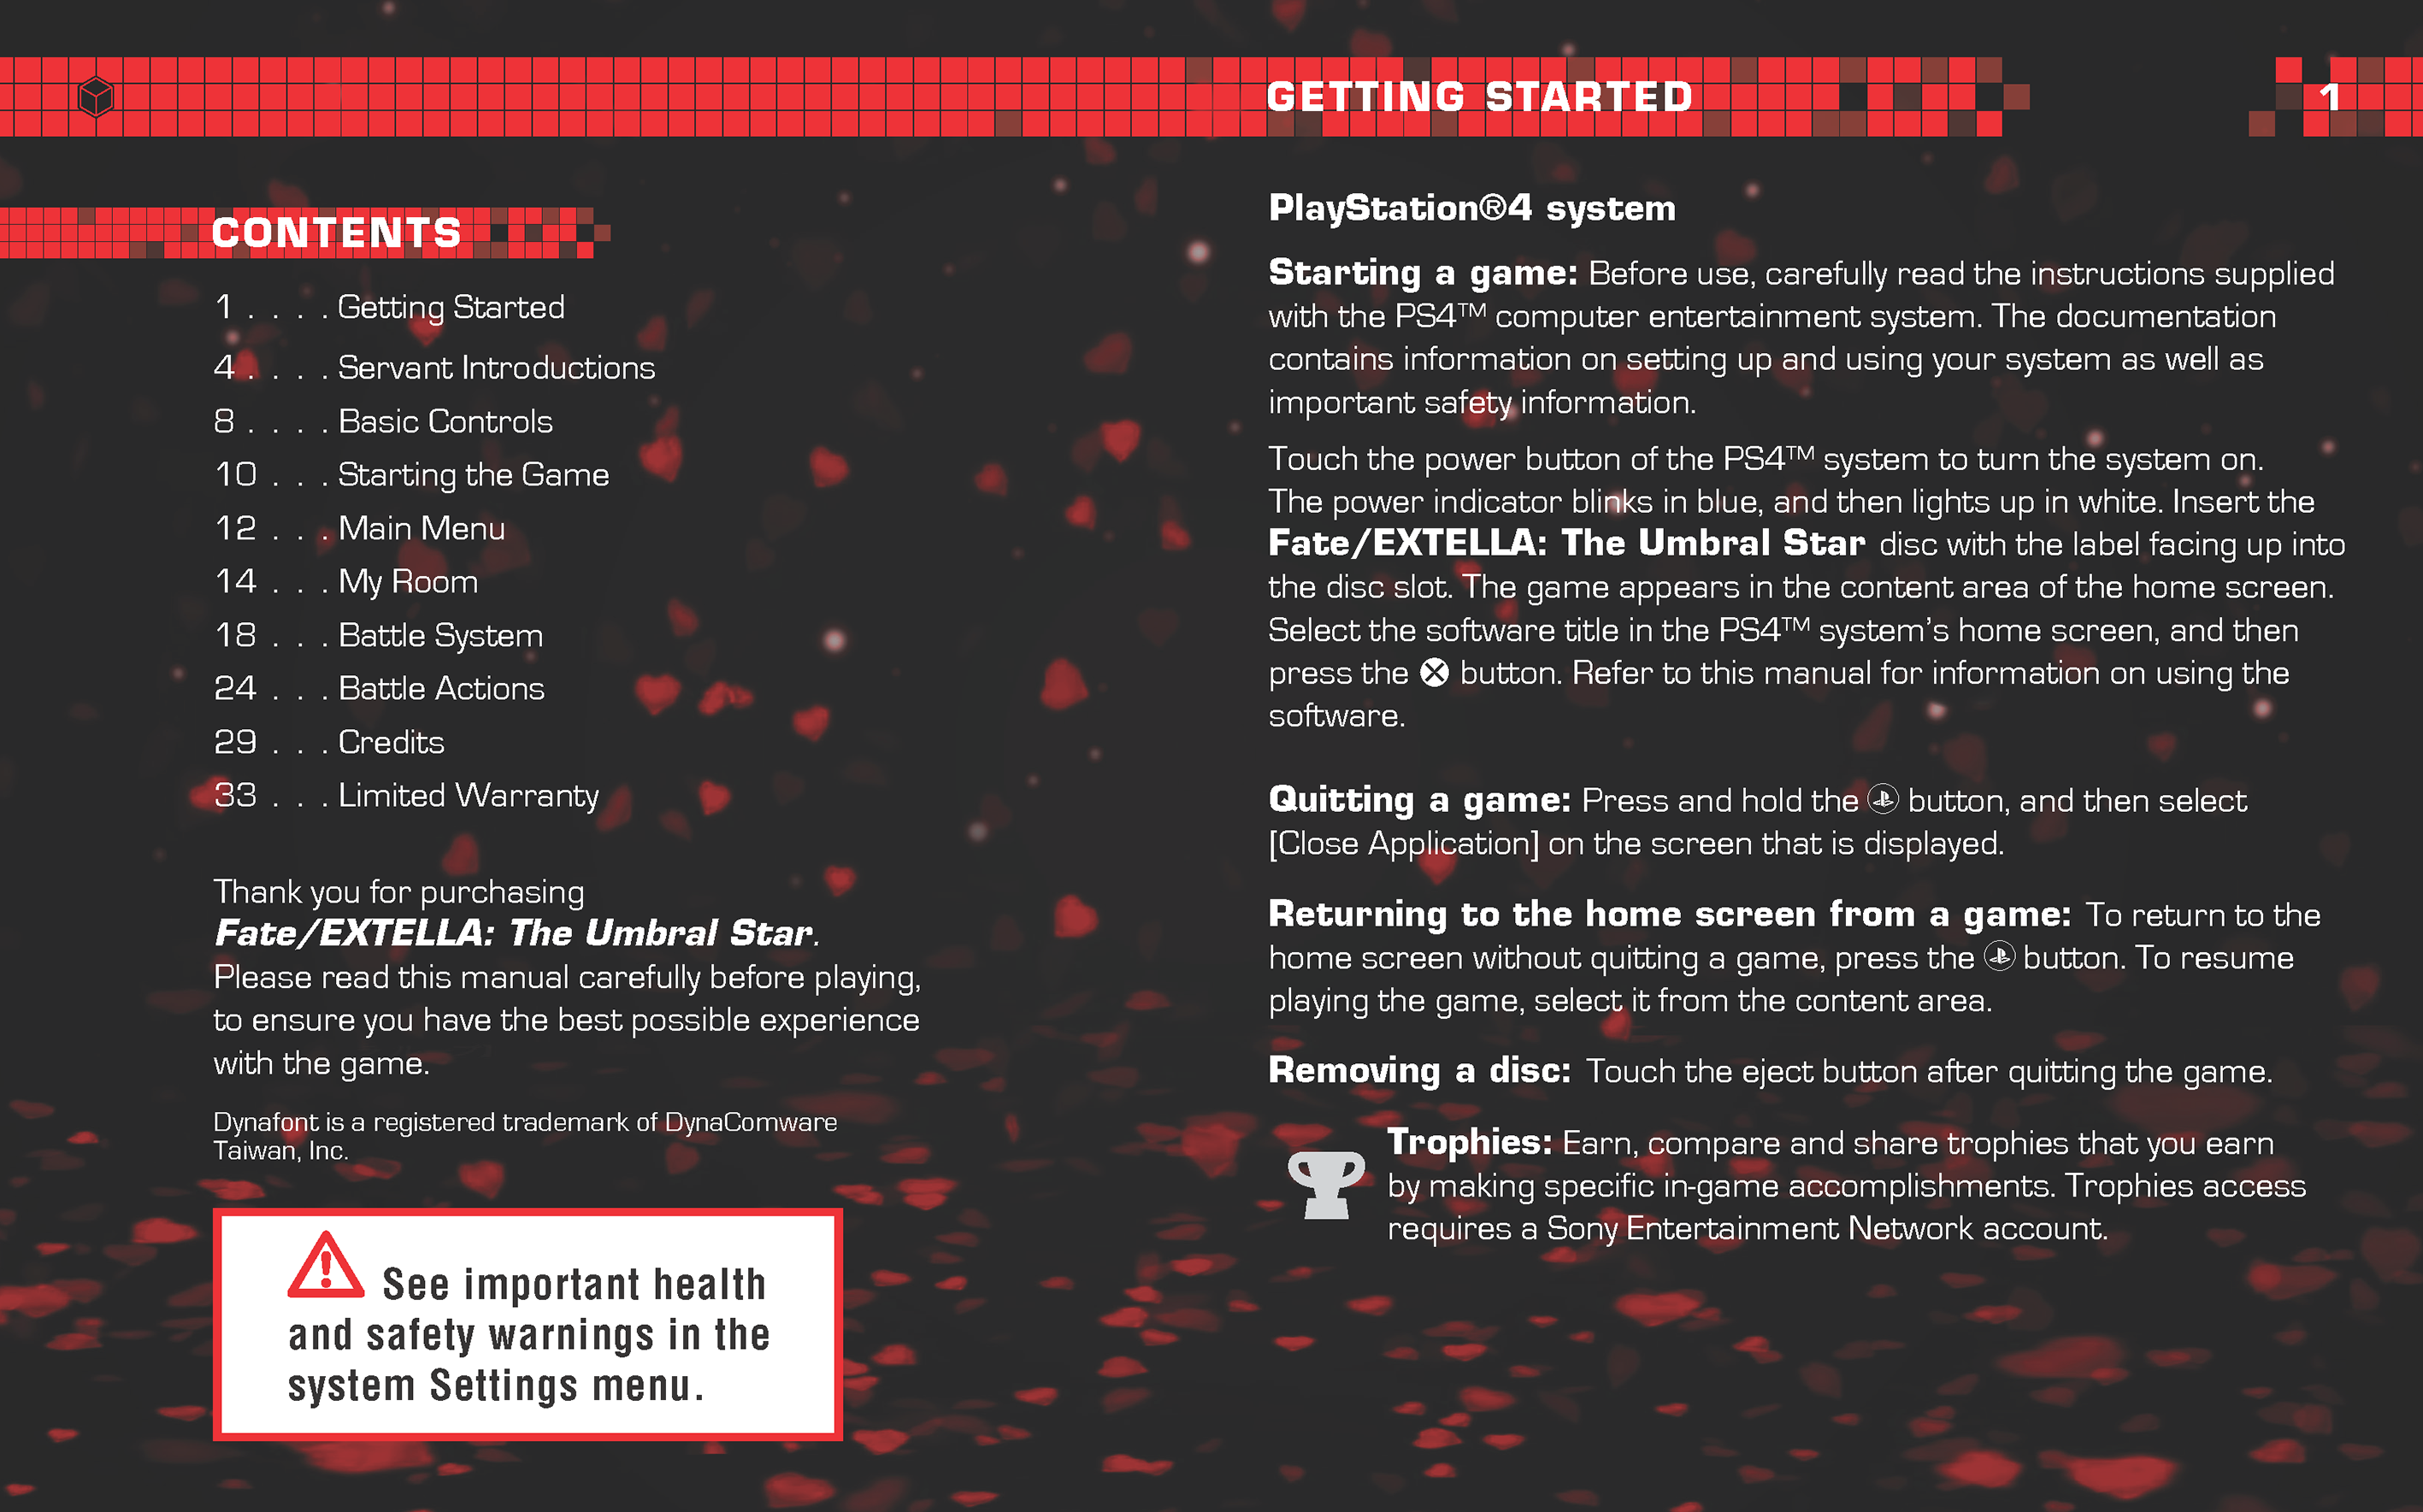 CONTENTS
1 . . . . Getting Started
4 . . . . Servant Introductions
8 . . . . Basic Controls
10 . . . Starting the Game
12 . . . Main Menu
14 . . . My Room
18 . . . Battle System
24 . . . Battle Actions
29 . . . Credits
33 . . . Limited Warranty
Thank you for purchasing
Fate/EXTELLA: The Umbral Star.
Please read this manual carefully before playing,
to ensure you have the best possible experience
with the game.
Dynafont is a registered trademark of DynaComware
Taiwan, Inc.
See important health
and safety warnings in the
system Settings menu.
GETTING STARTED
1
PlayStation®4 system
Starting a game: Before use, carefully read the instructions supplied
with the PS4™ computer entertainment system. The documentation
contains information on setting up and using your system as well as
important safety information.
Touch the power button of the PS4™ system to turn the system on.
The power indicator blinks in blue, and then lights up in white. Insert the
Fate/EXTELLA: The Umbral Star disc with the label facing up into
the disc slot. The game appears in the content area of the home screen.
Select the software title in the PS4™ system's home screen, and then
press the ⊗ button. Refer to this manual for information on using the
software.
Quitting a game: Press and hold the button, and then select
[Close Application] on the screen that is displayed.
Returning to the home screen from a game: To return to the
home screen without quitting a game, press the button. To resume
playing the game, select it from the content area.
Removing a disc: Touch the eject button after quitting the game.
Trophies: Earn, compare and share trophies that you earn
by making specific in-game accomplishments. Trophies access
requires a Sony Entertainment Network account.